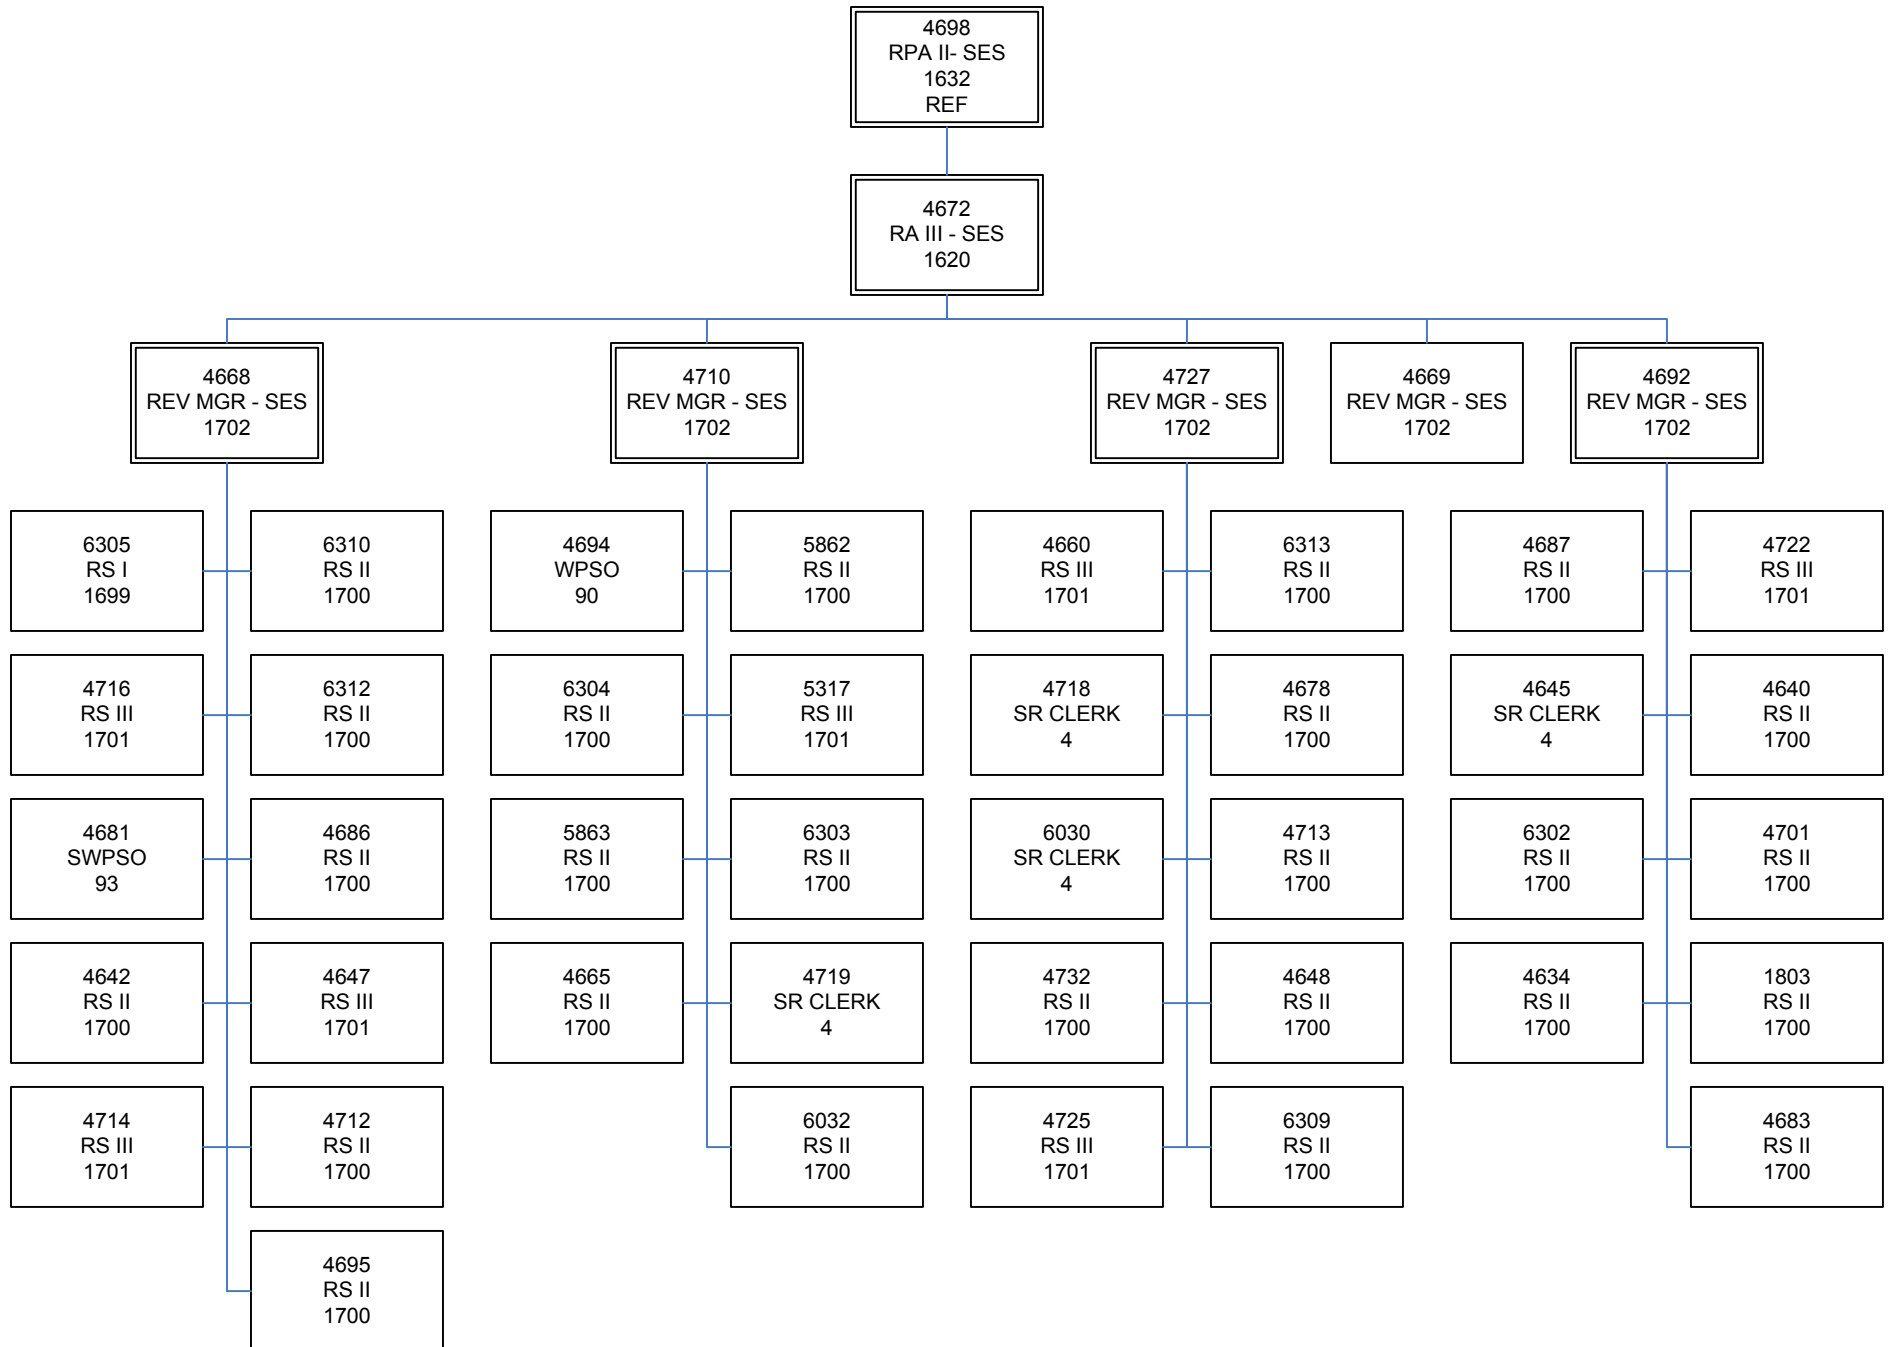 4698
RPA II- SES
1632
REF
4672
RA III - SES
1620
4668
REV MGR - SES
1702
4710
REV MGR - SES
1702
4727
REV MGR - SES
1702
4669
REV MGR - SES
1702
4692
REV MGR - SES
1702
6305
RS I
1699
6310
RS II
1700
4694
WPSO
90
5862
RS II
1700
4660
RS III
1701
6313
RS II
1700
4687
RS II
1700
4722
RS III
1701
4716
RS III
1701
6312
RS II
1700
6304
RS II
1700
5317
RS III
1701
4718
SR CLERK
4
4678
RS II
1700
4645
SR CLERK
4
4640
RS II
1700
4681
SWPSO
93
4686
RS II
1700
5863
RS II
1700
6303
RS II
1700
6030
SR CLERK
4
4713
RS II
1700
6302
RS II
1700
4701
RS II
1700
4642
RS II
1700
4647
RS III
1701
4665
RS II
1700
4719
SR CLERK
4
4732
RS II
1700
4648
RS II
1700
4634
RS II
1700
1803
RS II
1700
4714
RS III
1701
4712
RS II
1700
6032
RS II
1700
4725
RS III
1701
6309
RS II
1700
4683
RS II
1700
4695
RS II
1700